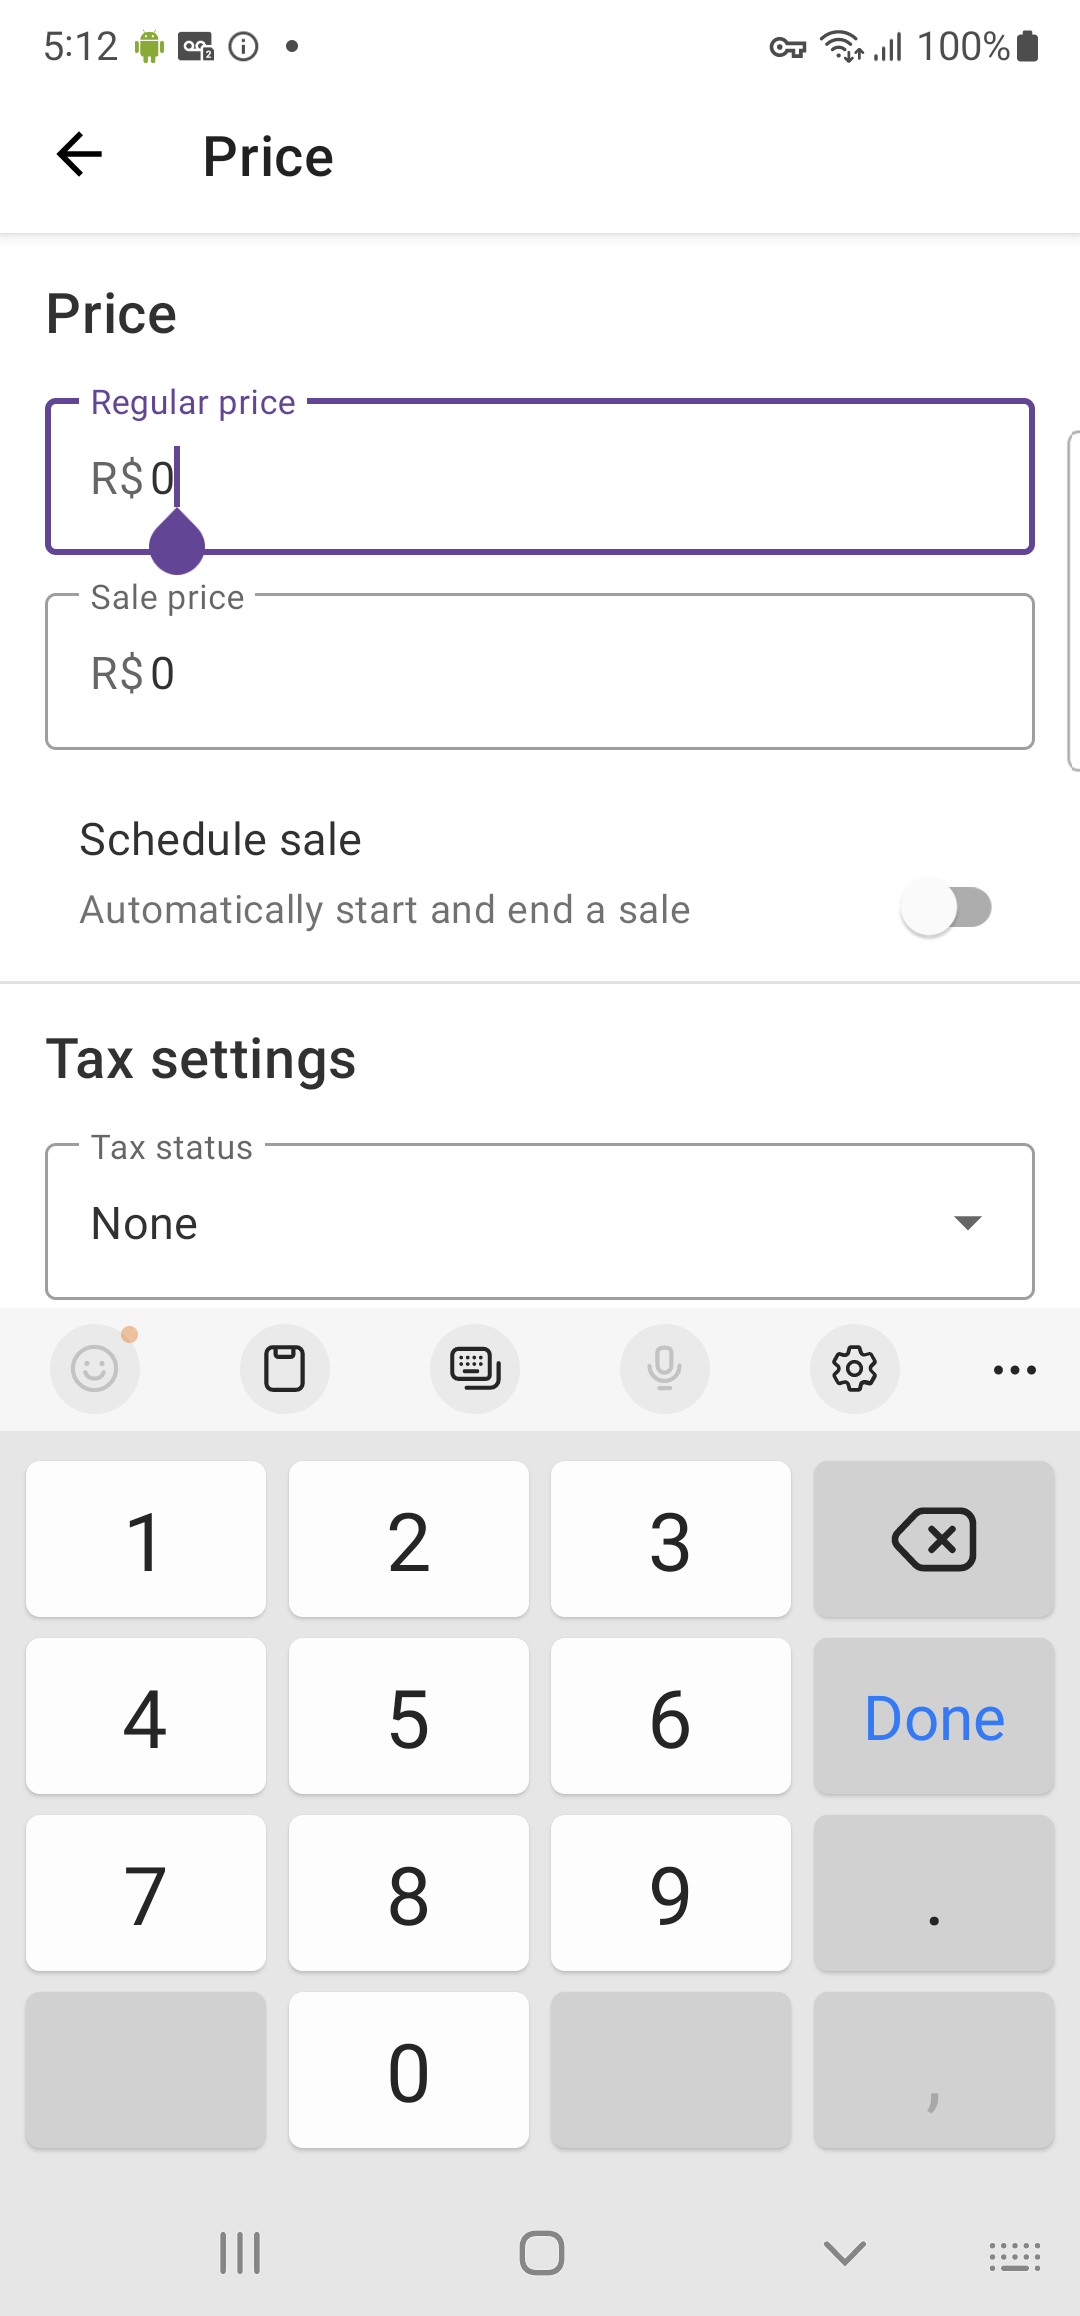 5:12
100%
Price
Price
Regular price
R$ 0
Sale price
R$ 0
Schedule sale
Automatically start and end a sale
Tax settings
Tax status
None
1 2 3
4 5 6 Done
7 8 9 .
0 ,